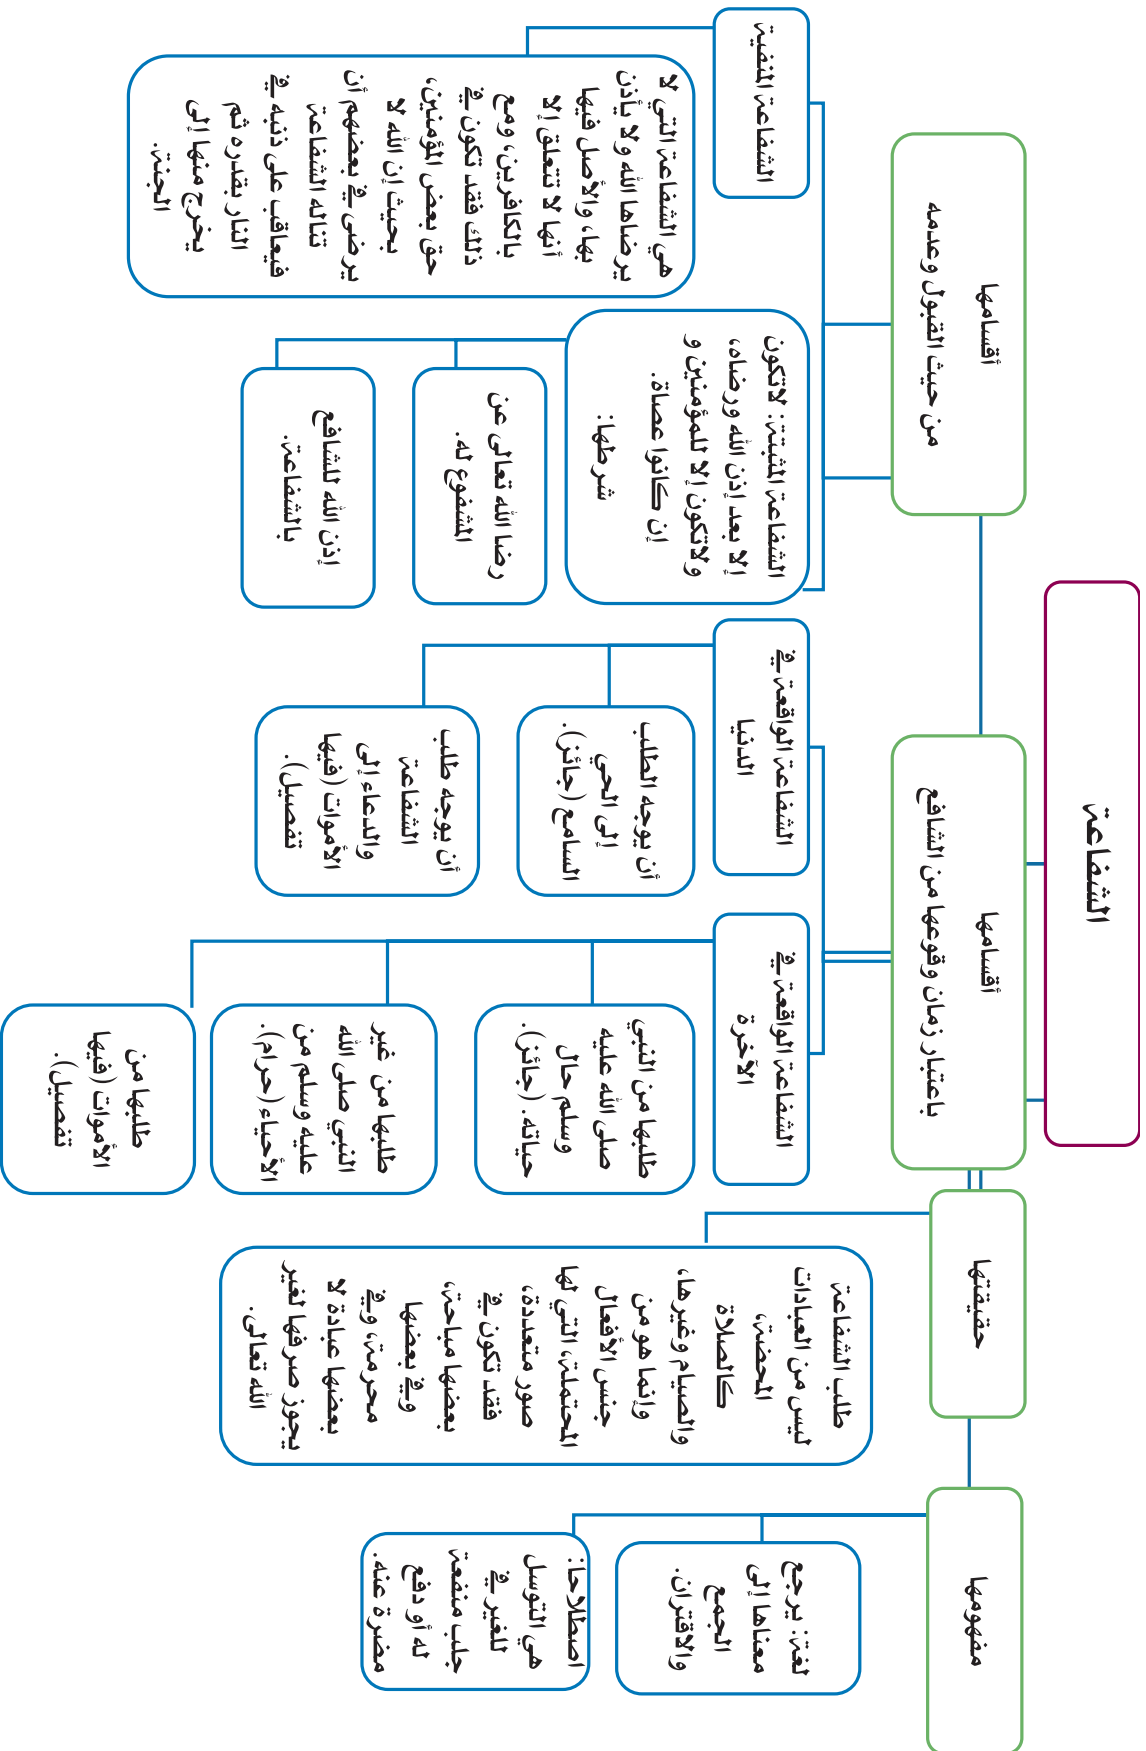 الشفاعة
مفهومها
لغة: يرجع
معناها إلى
الجمع
والاقتران.
اصطلاحا:
هي التوسل
للغير في
جلب منفعة
له أو دفع
مضرة عنه.
حقيقتها
طلب الشفاعة
ليس من العبادات
المحضة،
كالصلاة
والصيام وغيرها،
وإنما هو من
جنس الأفعال
المحتملة، التي لها
صور متعددة،
فقد تكون في
بعضها مباحة،
وفي بعضها
محرمة، وفي
بعضها عبادة لا
يجوز صرفها لغير
الله تعالى.
أقسامها
باعتبار زمان وقوعها من الشافع
الشفاعة الواقعة في
الآخرة
طلبها من النبي
صلى الله عليه
وسلم حال
حياته. (جائز).
طلبها من غير
النبي صلى الله
عليه وسلم من
الأحياء (حرام).
طلبها من
الأموات (فيها
تفصيل).
الشفاعة الواقعة في
الدنيا
أن يوجه الطلب
إلى الحي
السامع (جائز).
أن يوجه طلب
الشفاعة
والدعاء إلى
الأموات (فيها
تفصيل).
أقسامها
من حيث القبول وعدمه
الشفاعة المثبتة: لاتكون
إلا بعد إذن الله ورضاه،
ولاتكون إلا للمؤمنين و
إن كانوا عصاة.
شرطها:
رضا الله تعالى عن
المشفوع له.
إذن الله للشافع
بالشفاعة.
الشفاعة المنفية
هي الشفاعة التي لا
يرضاها الله ولا يأذن
بها، والأصل فيها
أنها لا تتعلق إلا
بالكافرين، ومع
ذلك فقد تكون في
حق بعض المؤمنين،
بحيث إن الله لا
يرضى في بعضهم أن
تناله الشفاعة
فيعاقب على ذنبه في
النار بقدره ثم
يخرج منها إلى
الجنة.